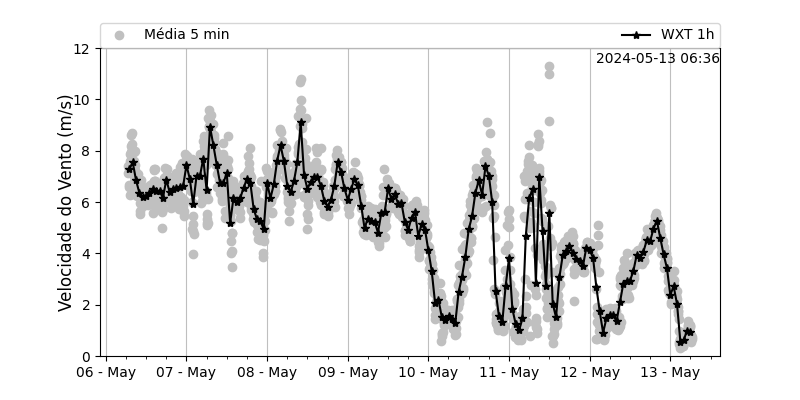 Média 5 min
WXT 1h
2024-05-13 06:36
Velocidade do Vento (m/s)
12
10
8
6
4
2
0
06 - May
07 - May
08 - May
09 - May
10 - May
11 - May
12 - May
13 - May